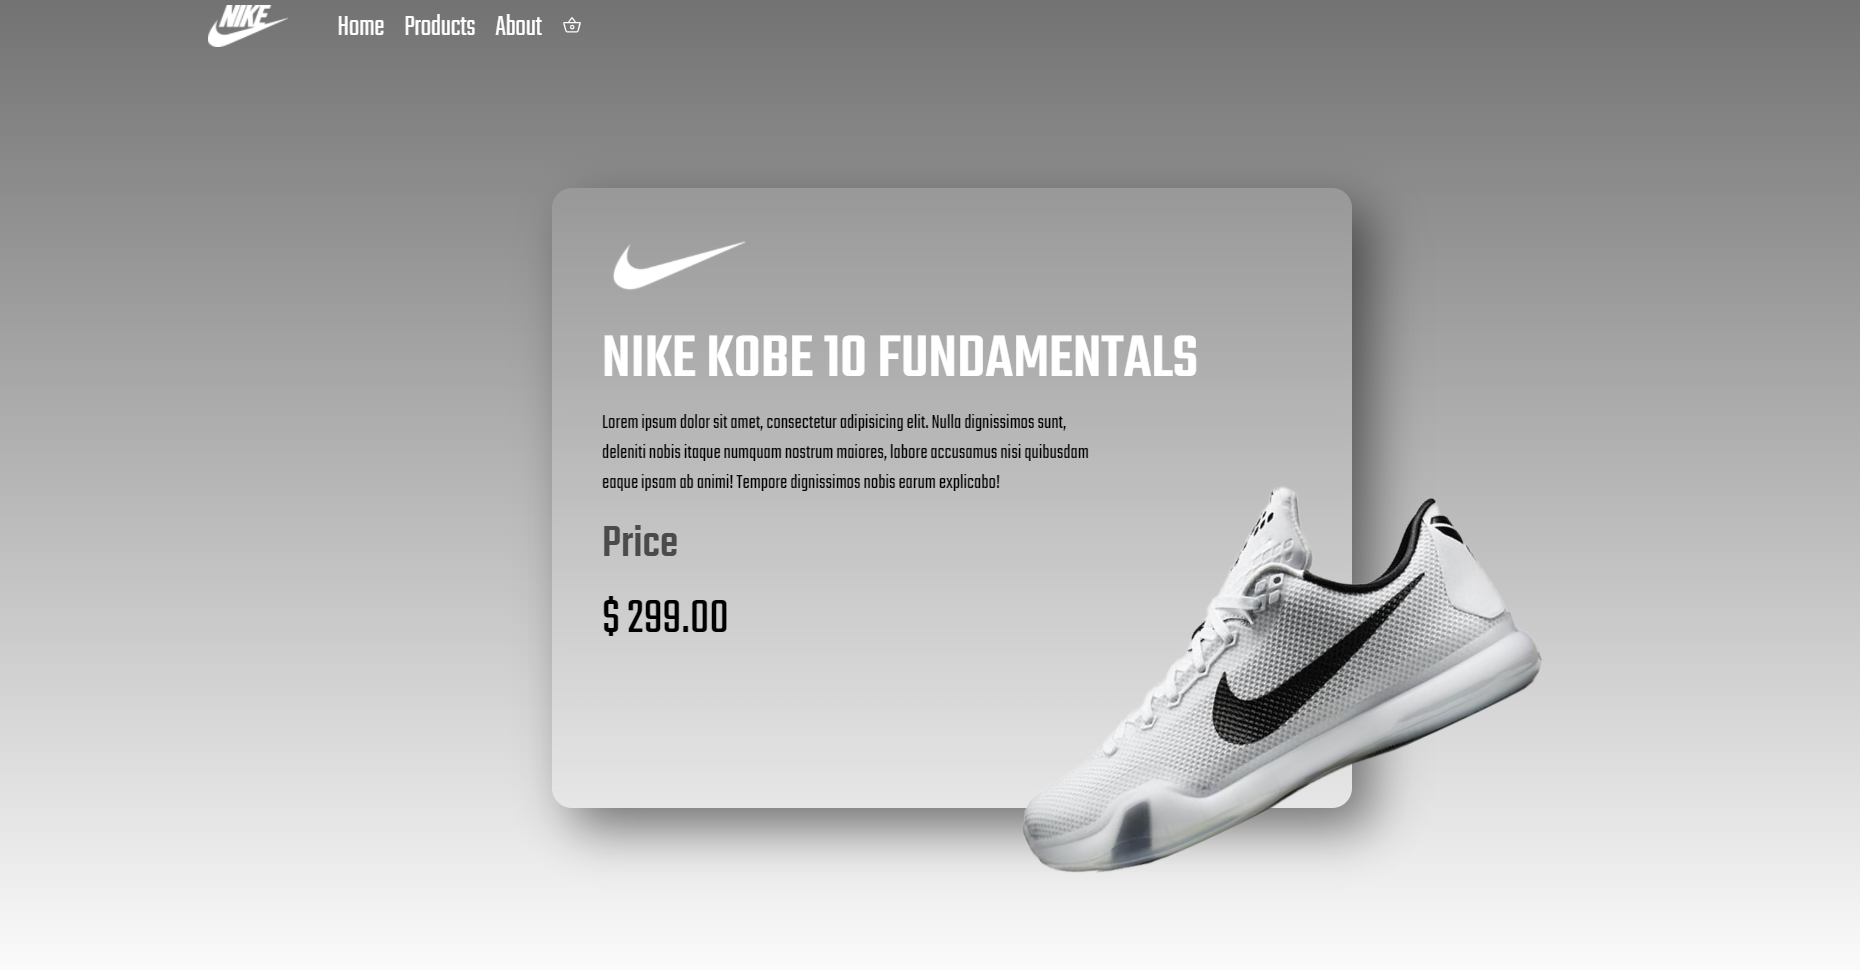 NIKE
Home Products About
NIKE KOBE 10 FUNDAMENTALS
Lorem ipsum dolor sit amet, consectetur adipisicing elit. Nulla dignissimos sunt,
deleniti nobis itaque numquam nostrum maiores, labore accusamus nisi quibusdam
eaque ipsam ab animi! Tempore dignissimos nobis earum explicabo!
Price
$ 299.00